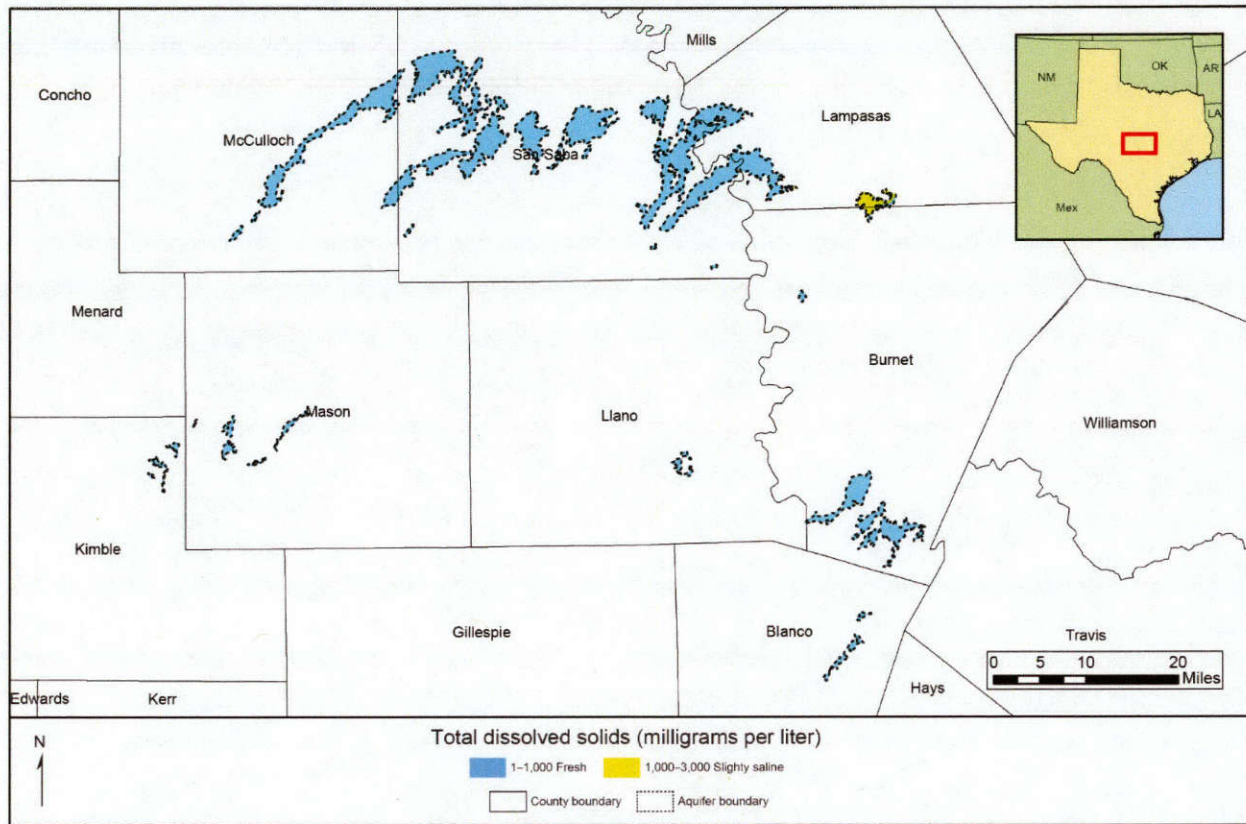 Mills
Concho
McCulloch
San Saba
Lampasas
NM
OK
AR
LA
Mex
TX
Menard
Mason
Llano
Burnet
Williamson
Kimble
Gillespie
Blanco
Travis
Hays
Edwards
Kerr
0 5 10 20
Miles
N
Total dissolved solids (milligrams per liter)
1–1,000 Fresh
1,000–3,000 Slighty saline
County boundary
Aquifer boundary